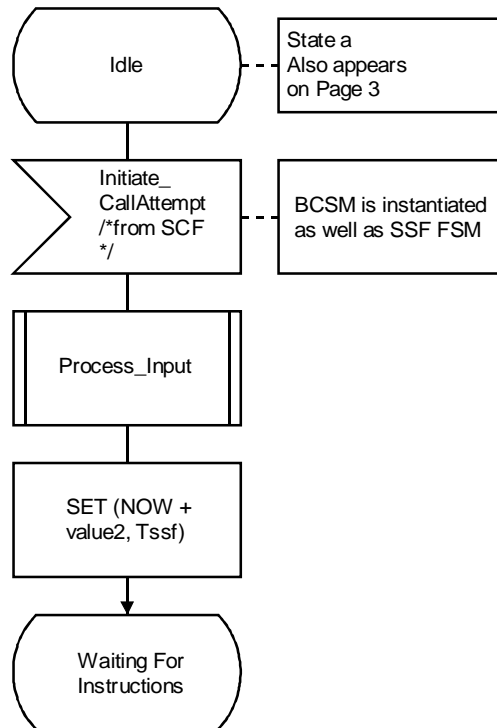 Idle
State a
Also appears
on Page 3
Initiate_
CallAttempt
/*from SCF
*/
BCSM is instantiated
as well as SSF FSM
Process_Input
SET (NOW +
value2, Tssf)
Waiting For
Instructions